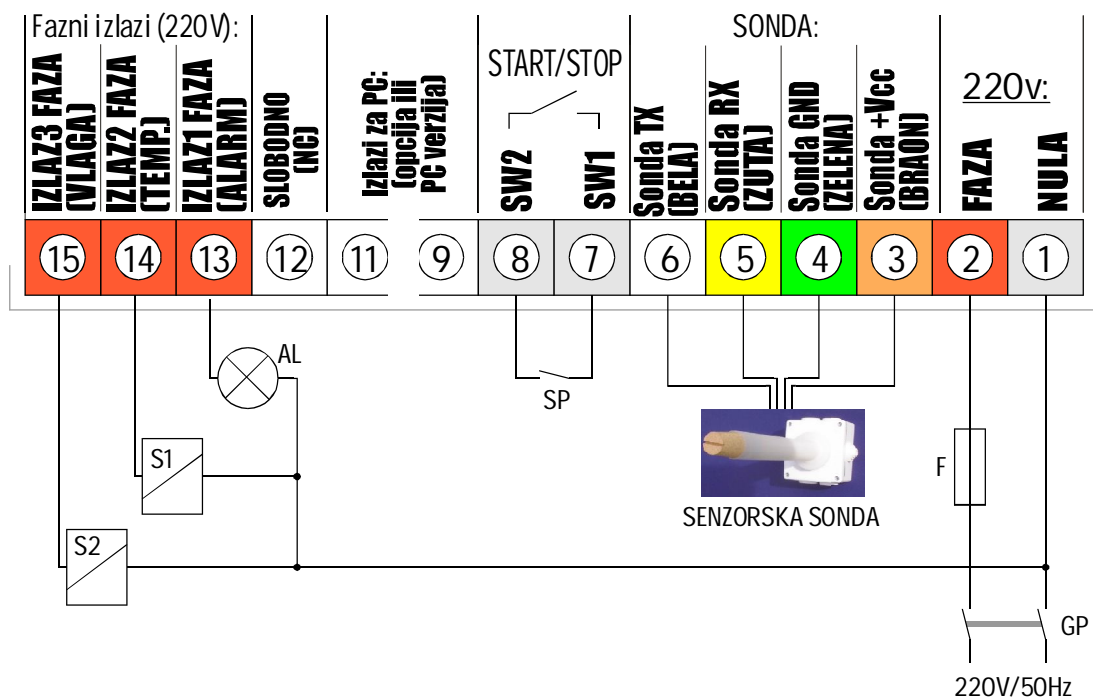 Fazni izlazi (220V):
SONDA:
START/STOP
220v:
IZLAZ3 FAZA
(VLAGA)
IZLAZ2 FAZA
(TEMP.)
IZLAZ1 FAZA
(ALARM)
SLOBODNO
(NC)
Izlazi za PC:
(opcija ili
PC verzija)
SW2
SW1
Sonda TX
(BELA)
Sonda RX
(ZUTA)
Sonda GND
(ZELENA)
Sonda +Vcc
(BRAON)
FAZA
NULA
15 14 13 12 11 9 8 7 6 5 4 3 2 1
AL
SP
S1
F
SENZORSKA SONDA
S2
GP
220V/50Hz